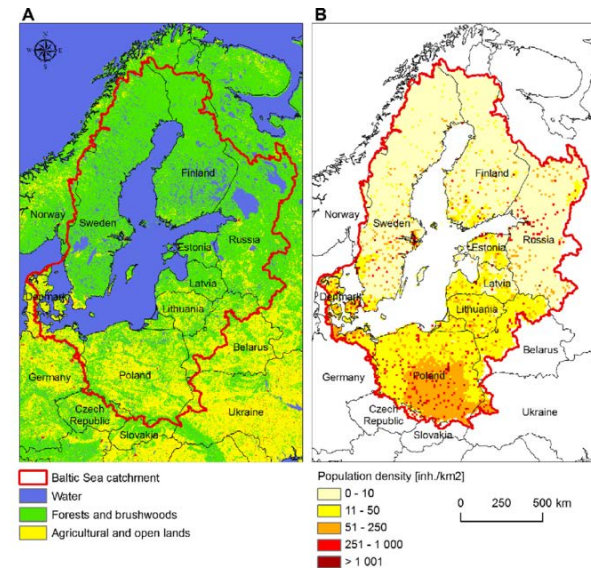 A
N
W E
S
Finland
Norway
Sweden
Estonia
Russia
Latvia
Denmark
Lithuania
Belarus
Germany
Poland
Czech
Republic
Ukraine
Slovakia
Baltic Sea catchment
Water
Forests and brushwoods
Agricultural and open lands
B
Finland
Norway
Sweden
Estonia
Russia
Latvia
Denmark
Lithuania
Belarus
Germany
Poland
Czech
Republic
Ukraine
Slovakia
Population density [inh./km2]
0 - 10
11 - 50
51 - 250
251 - 1 000
> 1 001
0 250 500 km